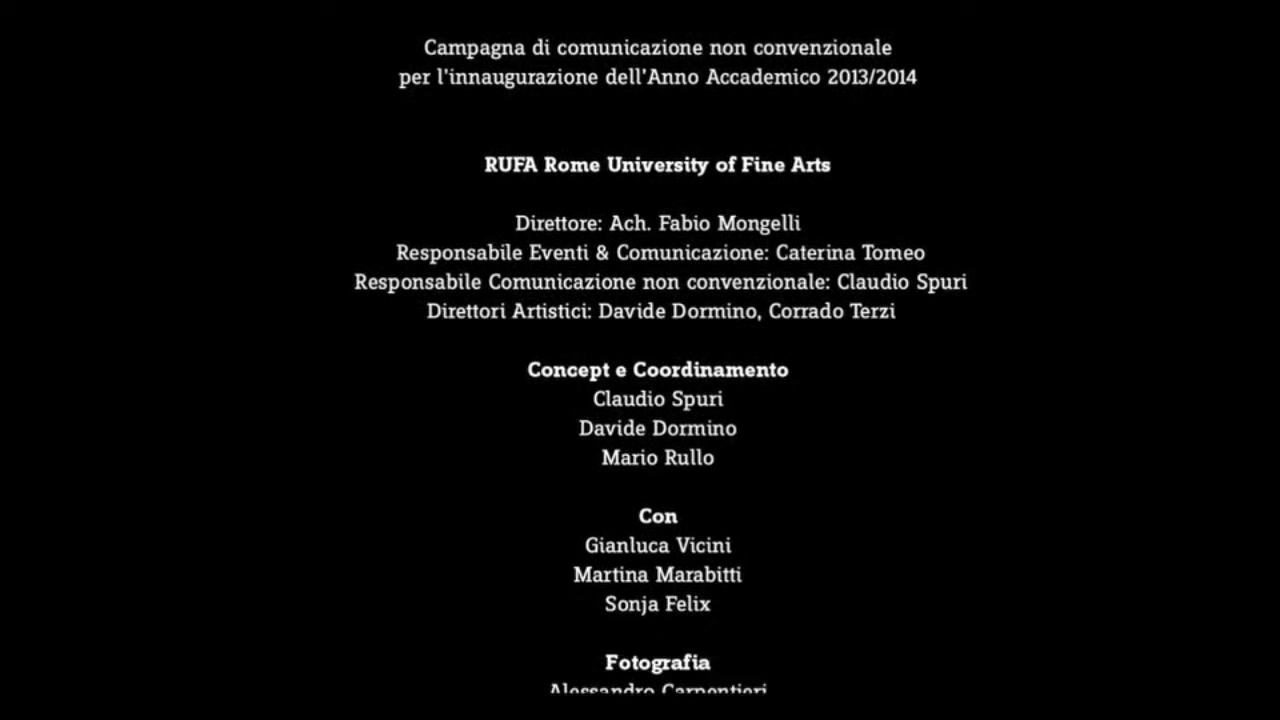 Campagna di comunicazione non convenzionale
per l'innaugurazione dell'Anno Accademico 2013/2014
RUFA Rome University of Fine Arts
Direttore: Ach. Fabio Mongelli
Responsabile Eventi & Comunicazione: Caterina Tomeo
Responsabile Comunicazione non convenzionale: Claudio Spuri
Direttori Artistici: Davide Dormino, Corrado Terzi
Concept e Coordinamento
Claudio Spuri
Davide Dormino
Mario Rullo
Con
Gianluca Vicini
Martina Marabitti
Sonja Felix
Fotografia
Alessandro Carpentieri